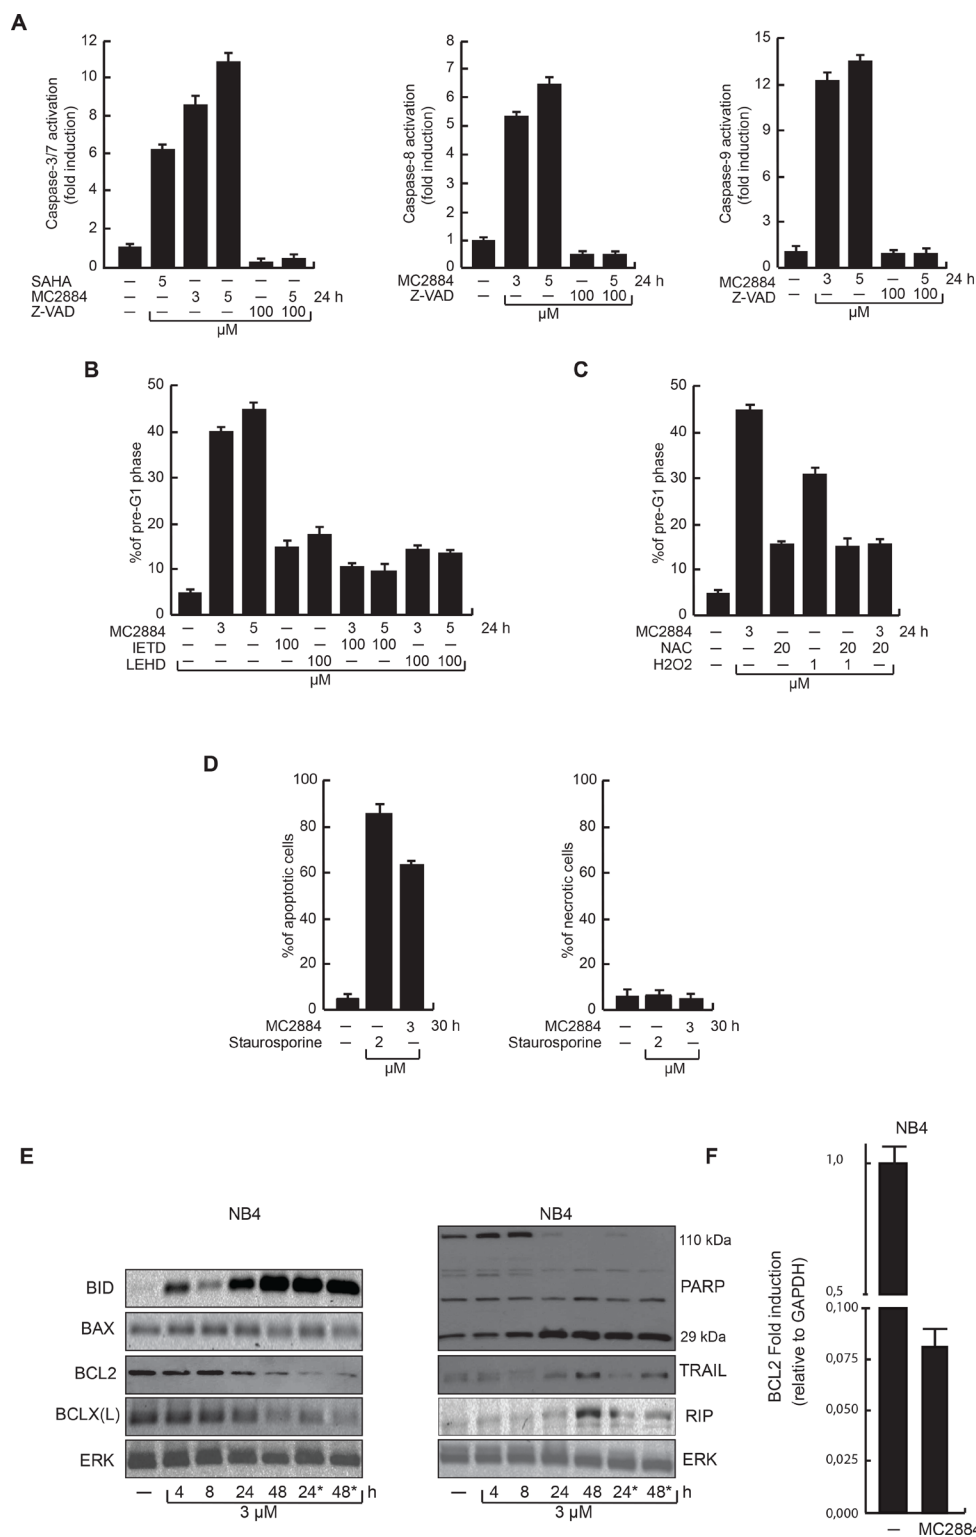 A
Caspase-3/7 activation
(fold induction)
12
10
8
6
4
2
0
SAHA – 5 – – – –
MC2884 – – 3 5 – 5 24 h
Z-VAD – – – – 100 100
µM
Caspase-8 activation
(fold induction)
8
7
6
5
4
3
2
1
0
MC2884 – 3 5 – 5 24 h
Z-VAD – – – 100 100
µM
Caspase-9 activation
(fold induction)
15
12
9
6
3
0
MC2884 – 3 5 – 5 24 h
Z-VAD – – – 100 100
µM
B
%of pre-G1 phase
50
40
30
20
10
0
MC2884 – 3 5 – – 3 5 3 5 24 h
IETD – – – 100 – 100 100 – –
LEHD – – – – 100 – – 100 100
µM
C
%of pre-G1 phase
50
40
30
20
10
0
MC2884 – 3 – – – 3 24 h
NAC – – 20 – 20 20
H2O2 – – – 1 1 –
µM
D
%of apoptotic cells
100
80
60
40
20
0
MC2884 – – 3 30 h
Staurosporine – 2 –
µM
%of necrotic cells
100
80
60
40
20
0
MC2884 – – 3 30 h
Staurosporine – 2 –
µM
E
NB4
BID
BAX
BCL2
BCLX(L)
ERK
– 4 8 24 48 24* 48* h
3 µM
NB4
110 kDa
PARP
29 kDa
TRAIL
RIP
ERK
– 4 8 24 48 24* 48* h
3 µM
F
NB4
BCL2 Fold induction
(relative to GAPDH)
1,0
0,5
0,100
0,075
0,050
0,025
0,000
– MC2884